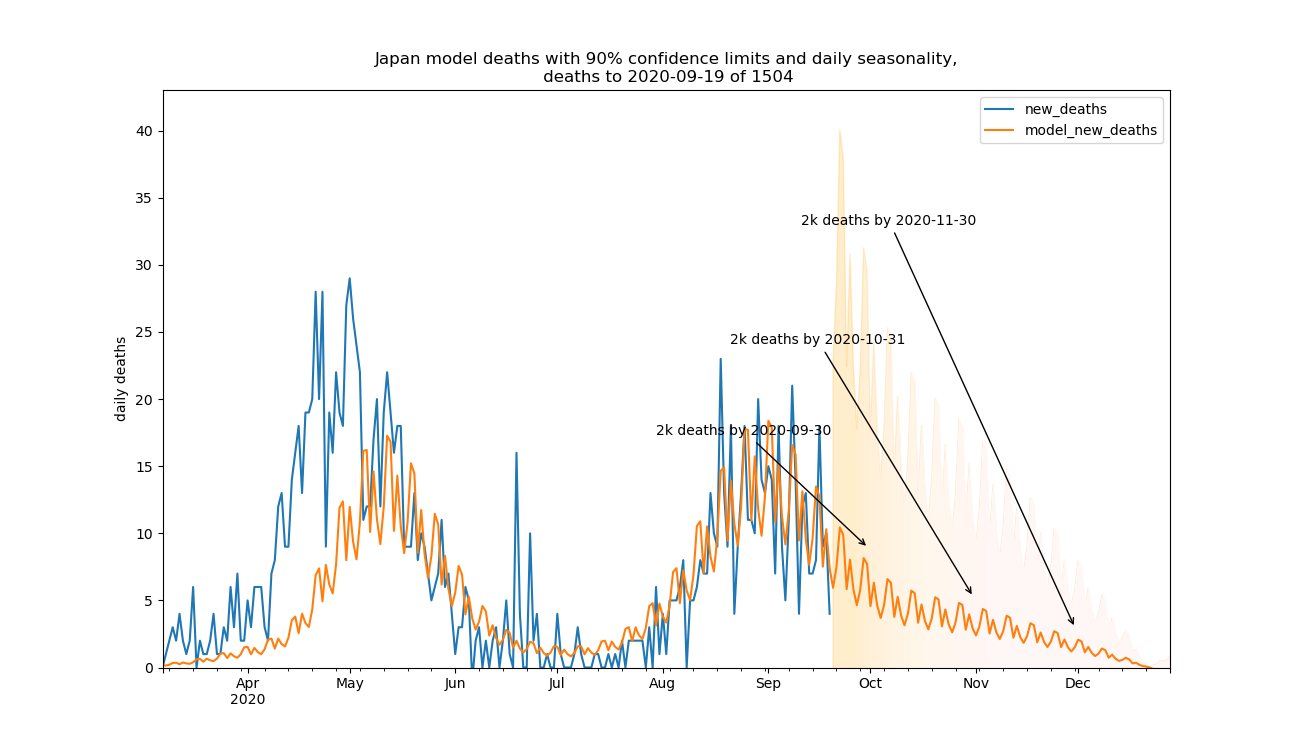 Japan model deaths with 90% confidence limits and daily seasonality,
deaths to 2020-09-19 of 1504
new_deaths
model_new_deaths
daily deaths
40
35
30
25
20
15
10
5
0
2k deaths by 2020-11-30
2k deaths by 2020-10-31
2k deaths by 2020-09-30
Apr
May
Jun
Jul
Aug
Sep
Oct
Nov
Dec
2020